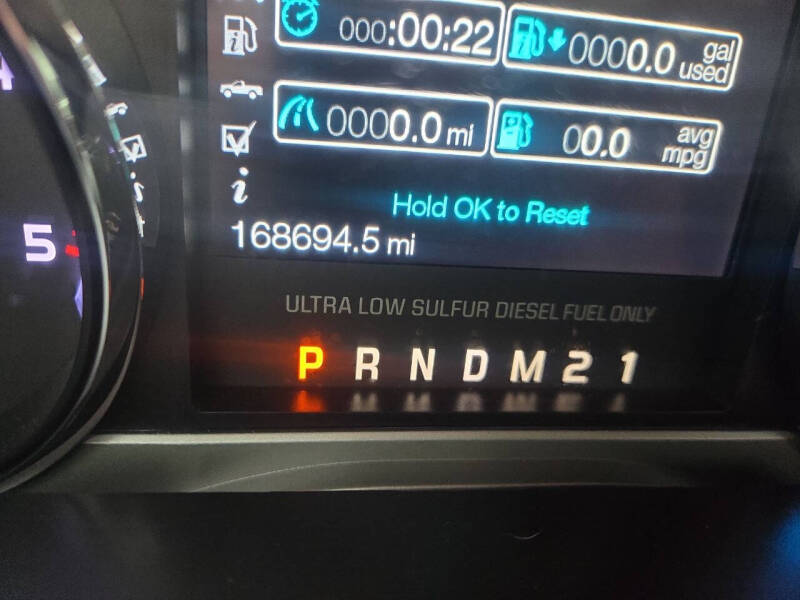 000:00:22
0000.0 gal used
0000.0 mi
00.0 avg mpg
i
Hold OK to Reset
168694.5 mi
5
ULTRA LOW SULFUR DIESEL FUEL ONLY
P R N D M 2 1